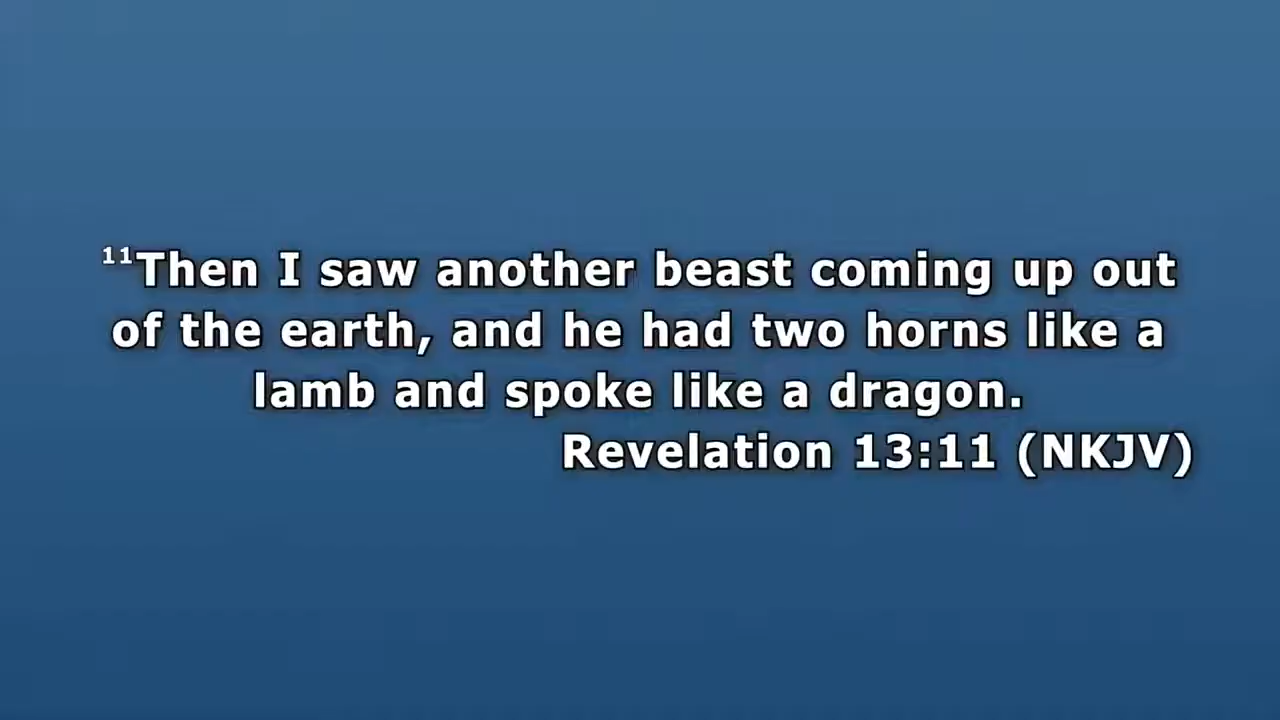 ¹¹Then I saw another beast coming up out
of the earth, and he had two horns like a
lamb and spoke like a dragon.
Revelation 13:11 (NKJV)